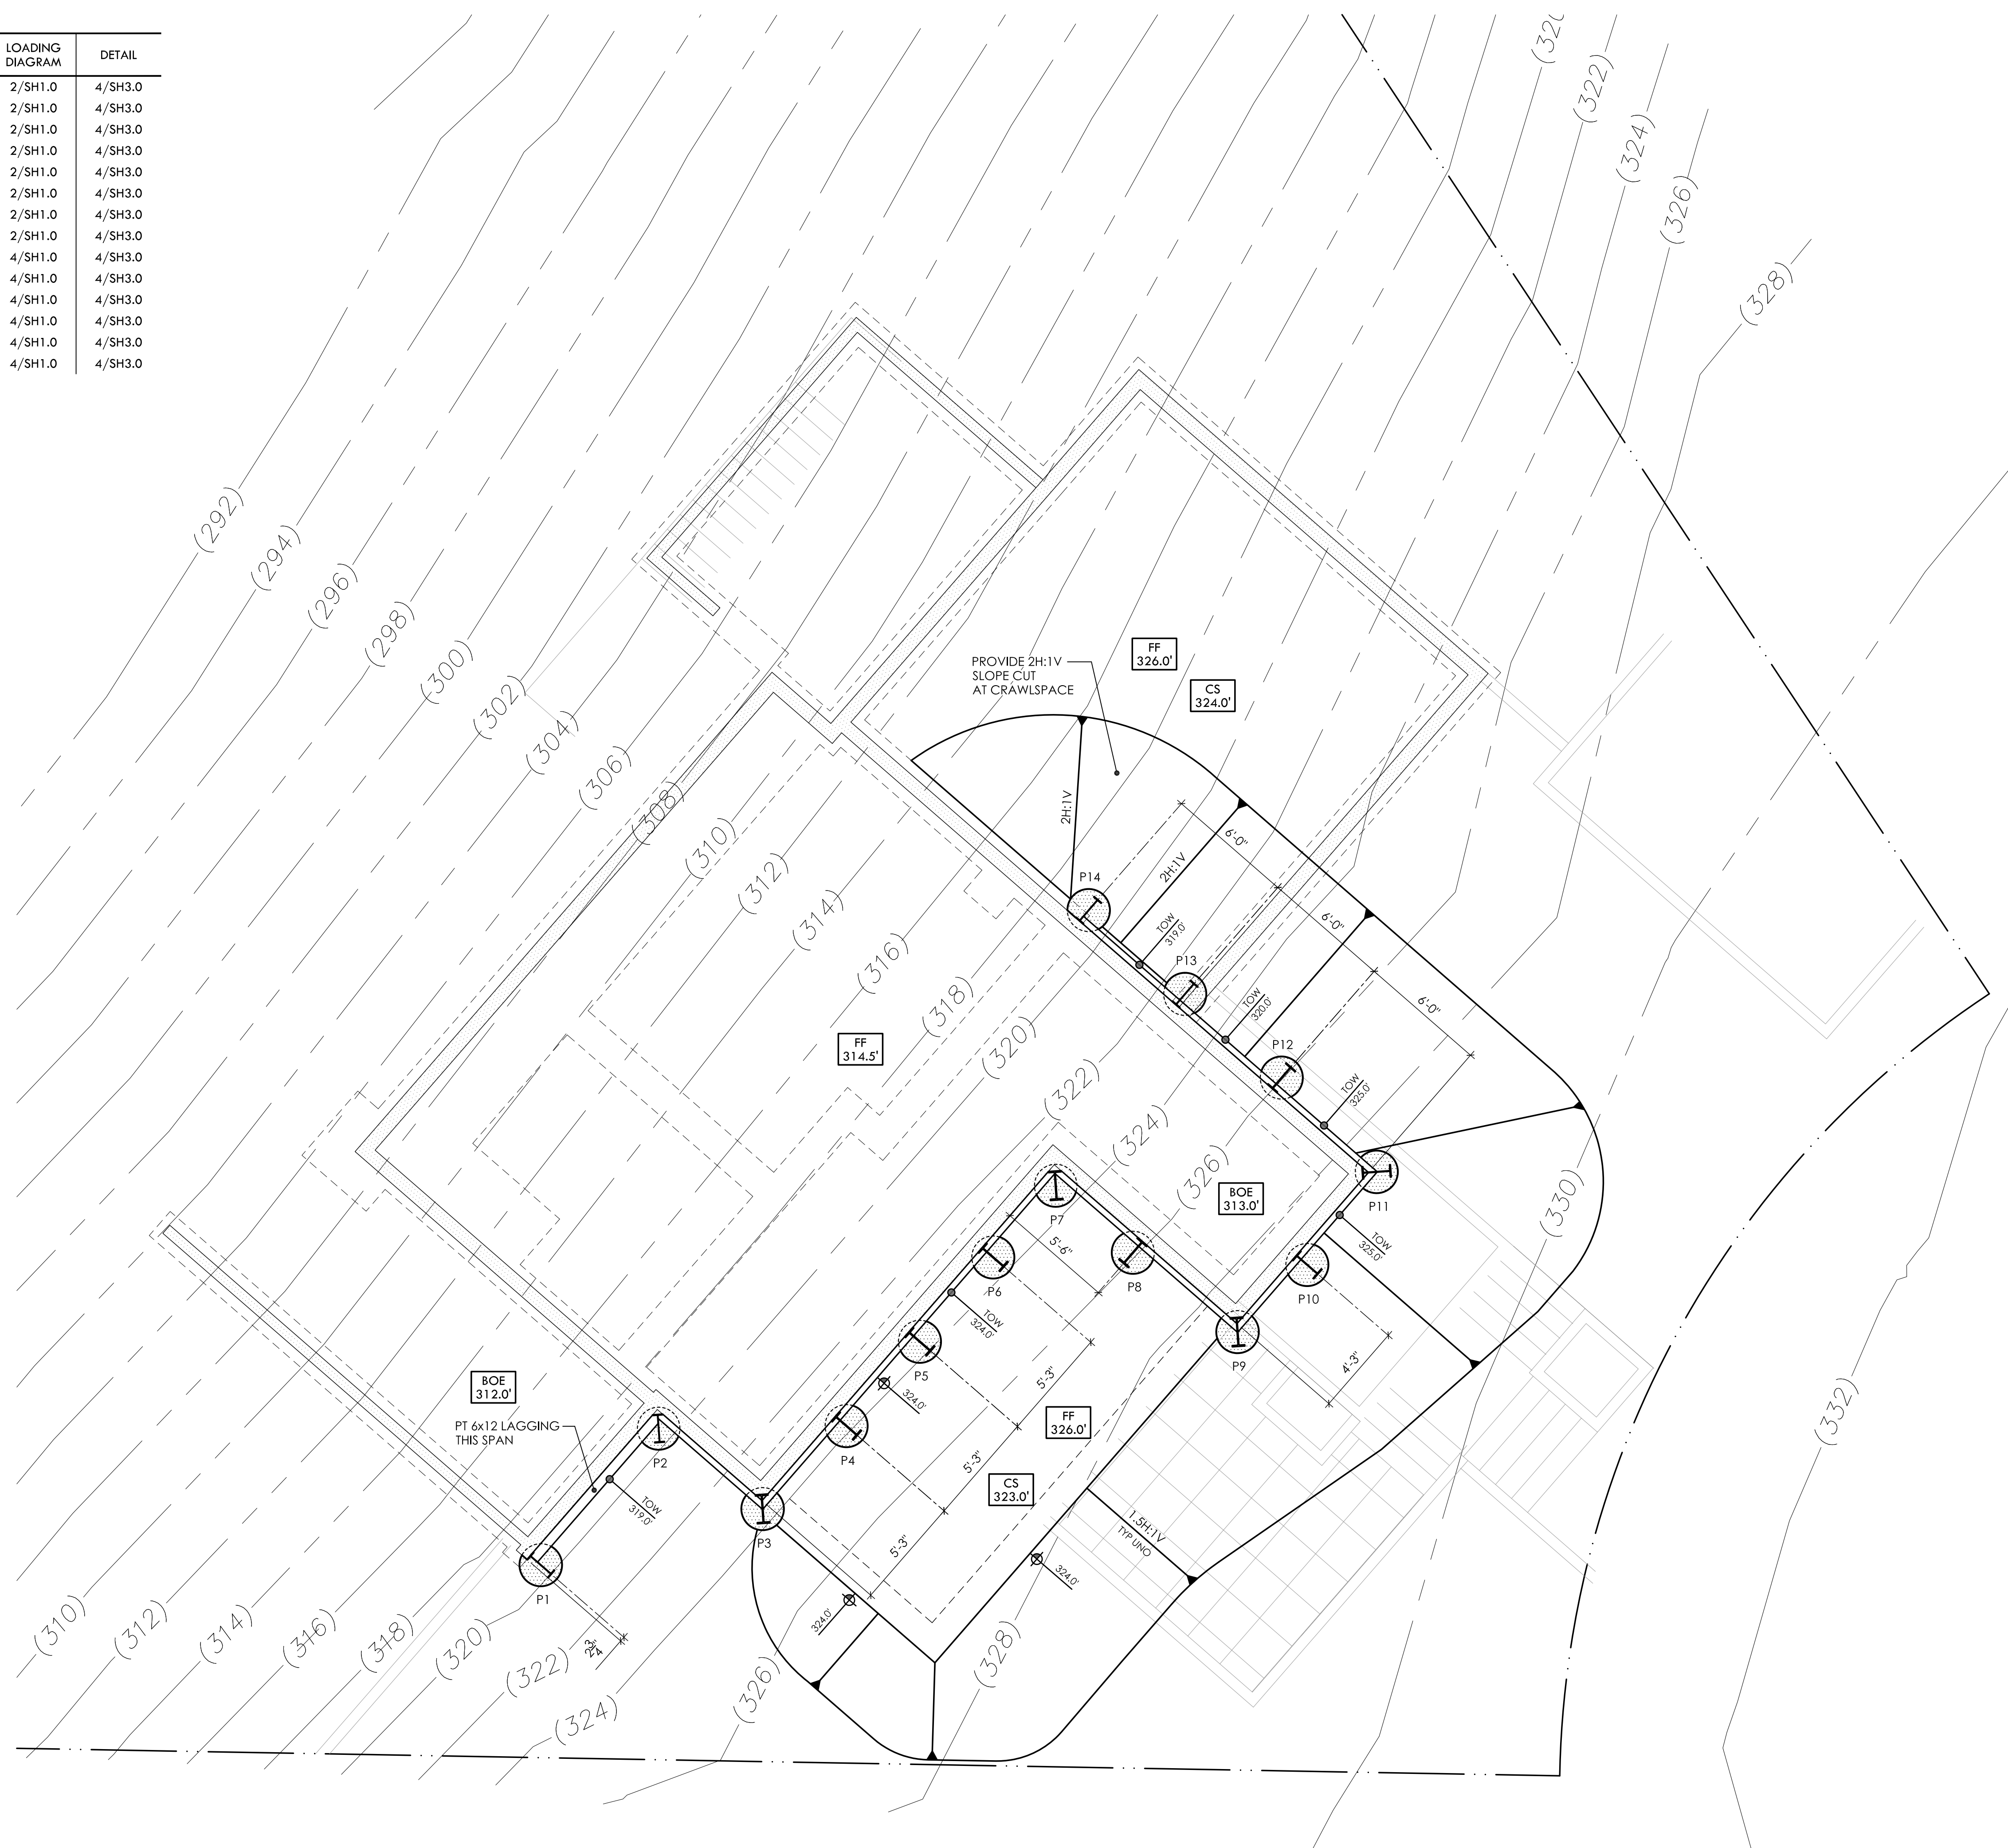 LOADING
DIAGRAM
DETAIL
2/SH1.0 4/SH3.0
2/SH1.0 4/SH3.0
2/SH1.0 4/SH3.0
2/SH1.0 4/SH3.0
2/SH1.0 4/SH3.0
2/SH1.0 4/SH3.0
2/SH1.0 4/SH3.0
2/SH1.0 4/SH3.0
4/SH1.0 4/SH3.0
4/SH1.0 4/SH3.0
4/SH1.0 4/SH3.0
4/SH1.0 4/SH3.0
4/SH1.0 4/SH3.0
4/SH1.0 4/SH3.0
(322)
(324)
(326)
(328)
(292)
(294)
(296)
(298)
(300)
(302)
(304)
(306)
(308)
(310)
(312)
(314)
(316)
(318)
(320)
(322)
(324)
(326)
(330)
(332)
PROVIDE 2H:1V
SLOPE CUT
AT CRAWLSPACE
FF
326.0'
CS
324.0'
2H:1V
2H:1V
6'-0"
6'-0"
6'-0"
P14
TOW
319.0'
P13
TOW
320.0'
P12
TOW
325.0'
P11
TOW
325.0'
P10
4'-3"
P9
BOE
313.0'
FF
314.5'
P7
5'-6"
P8
P6
TOW
324.0'
P5
324.0'
P4
5'-3"
5'-3"
5'-3"
FF
326.0'
CS
323.0'
1.5H:1V
TYP UNO
324.0'
324.0'
BOE
312.0'
PT 6x12 LAGGING
THIS SPAN
P2
TOW
319.0'
P3
P1
2 3/4"
(310)
(312)
(314)
(316)
(318)
(320)
(322)
(324)
(326)
(328)